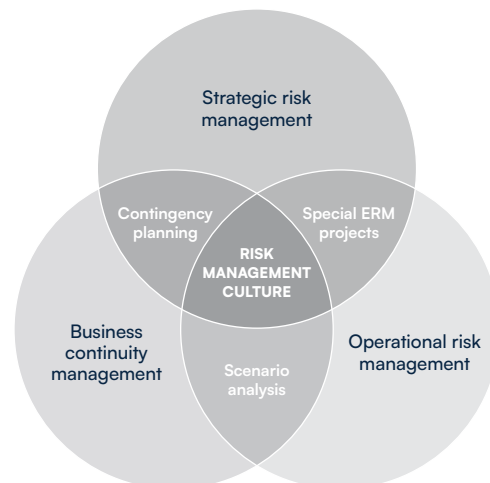 Strategic risk
management
Contingency
planning
Special ERM
projects
RISK
MANAGEMENT
CULTURE
Business
continuity
management
Operational risk
management
Scenario
analysis